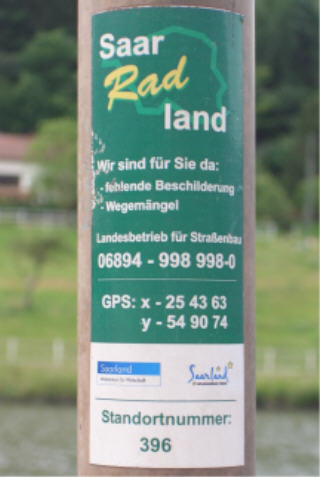 Saar
Rad
land
Wir sind für Sie da:
- fehlende Beschilderung
- Wegemängel
Landesbetrieb für Straßenbau
06894 - 998 998-0
GPS: x - 25 43 63
y - 54 90 74
Saarland
Saarland
Standortnummer:
396